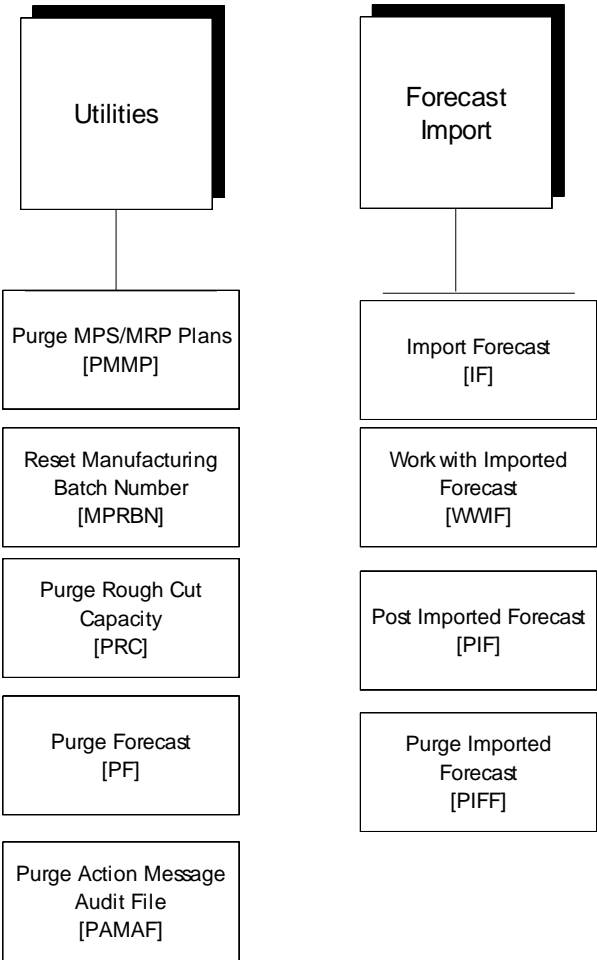 Utilities
Purge MPS/MRP Plans
[PMMP]
Reset Manufacturing
Batch Number
[MPRBN]
Purge Rough Cut
Capacity
[PRC]
Purge Forecast
[PF]
Purge Action Message
Audit File
[PAMAF]
Forecast
Import
Import Forecast
[IF]
Work with Imported
Forecast
[WWIF]
Post Imported Forecast
[PIF]
Purge Imported
Forecast
[PIFF]